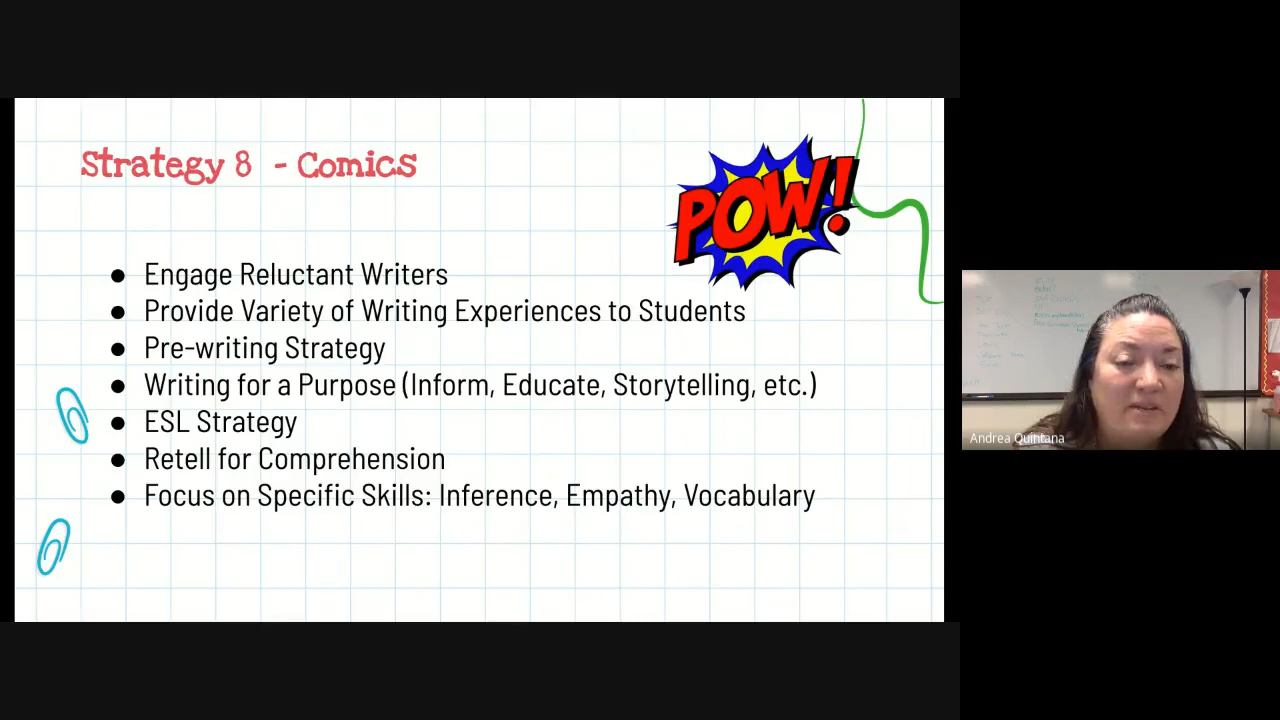 Strategy 8 - Comics
POW!
● Engage Reluctant Writers
● Provide Variety of Writing Experiences to Students
● Pre-writing Strategy
● Writing for a Purpose (Inform, Educate, Storytelling, etc.)
● ESL Strategy
● Retell for Comprehension
● Focus on Specific Skills: Inference, Empathy, Vocabulary
Andrea Quintana